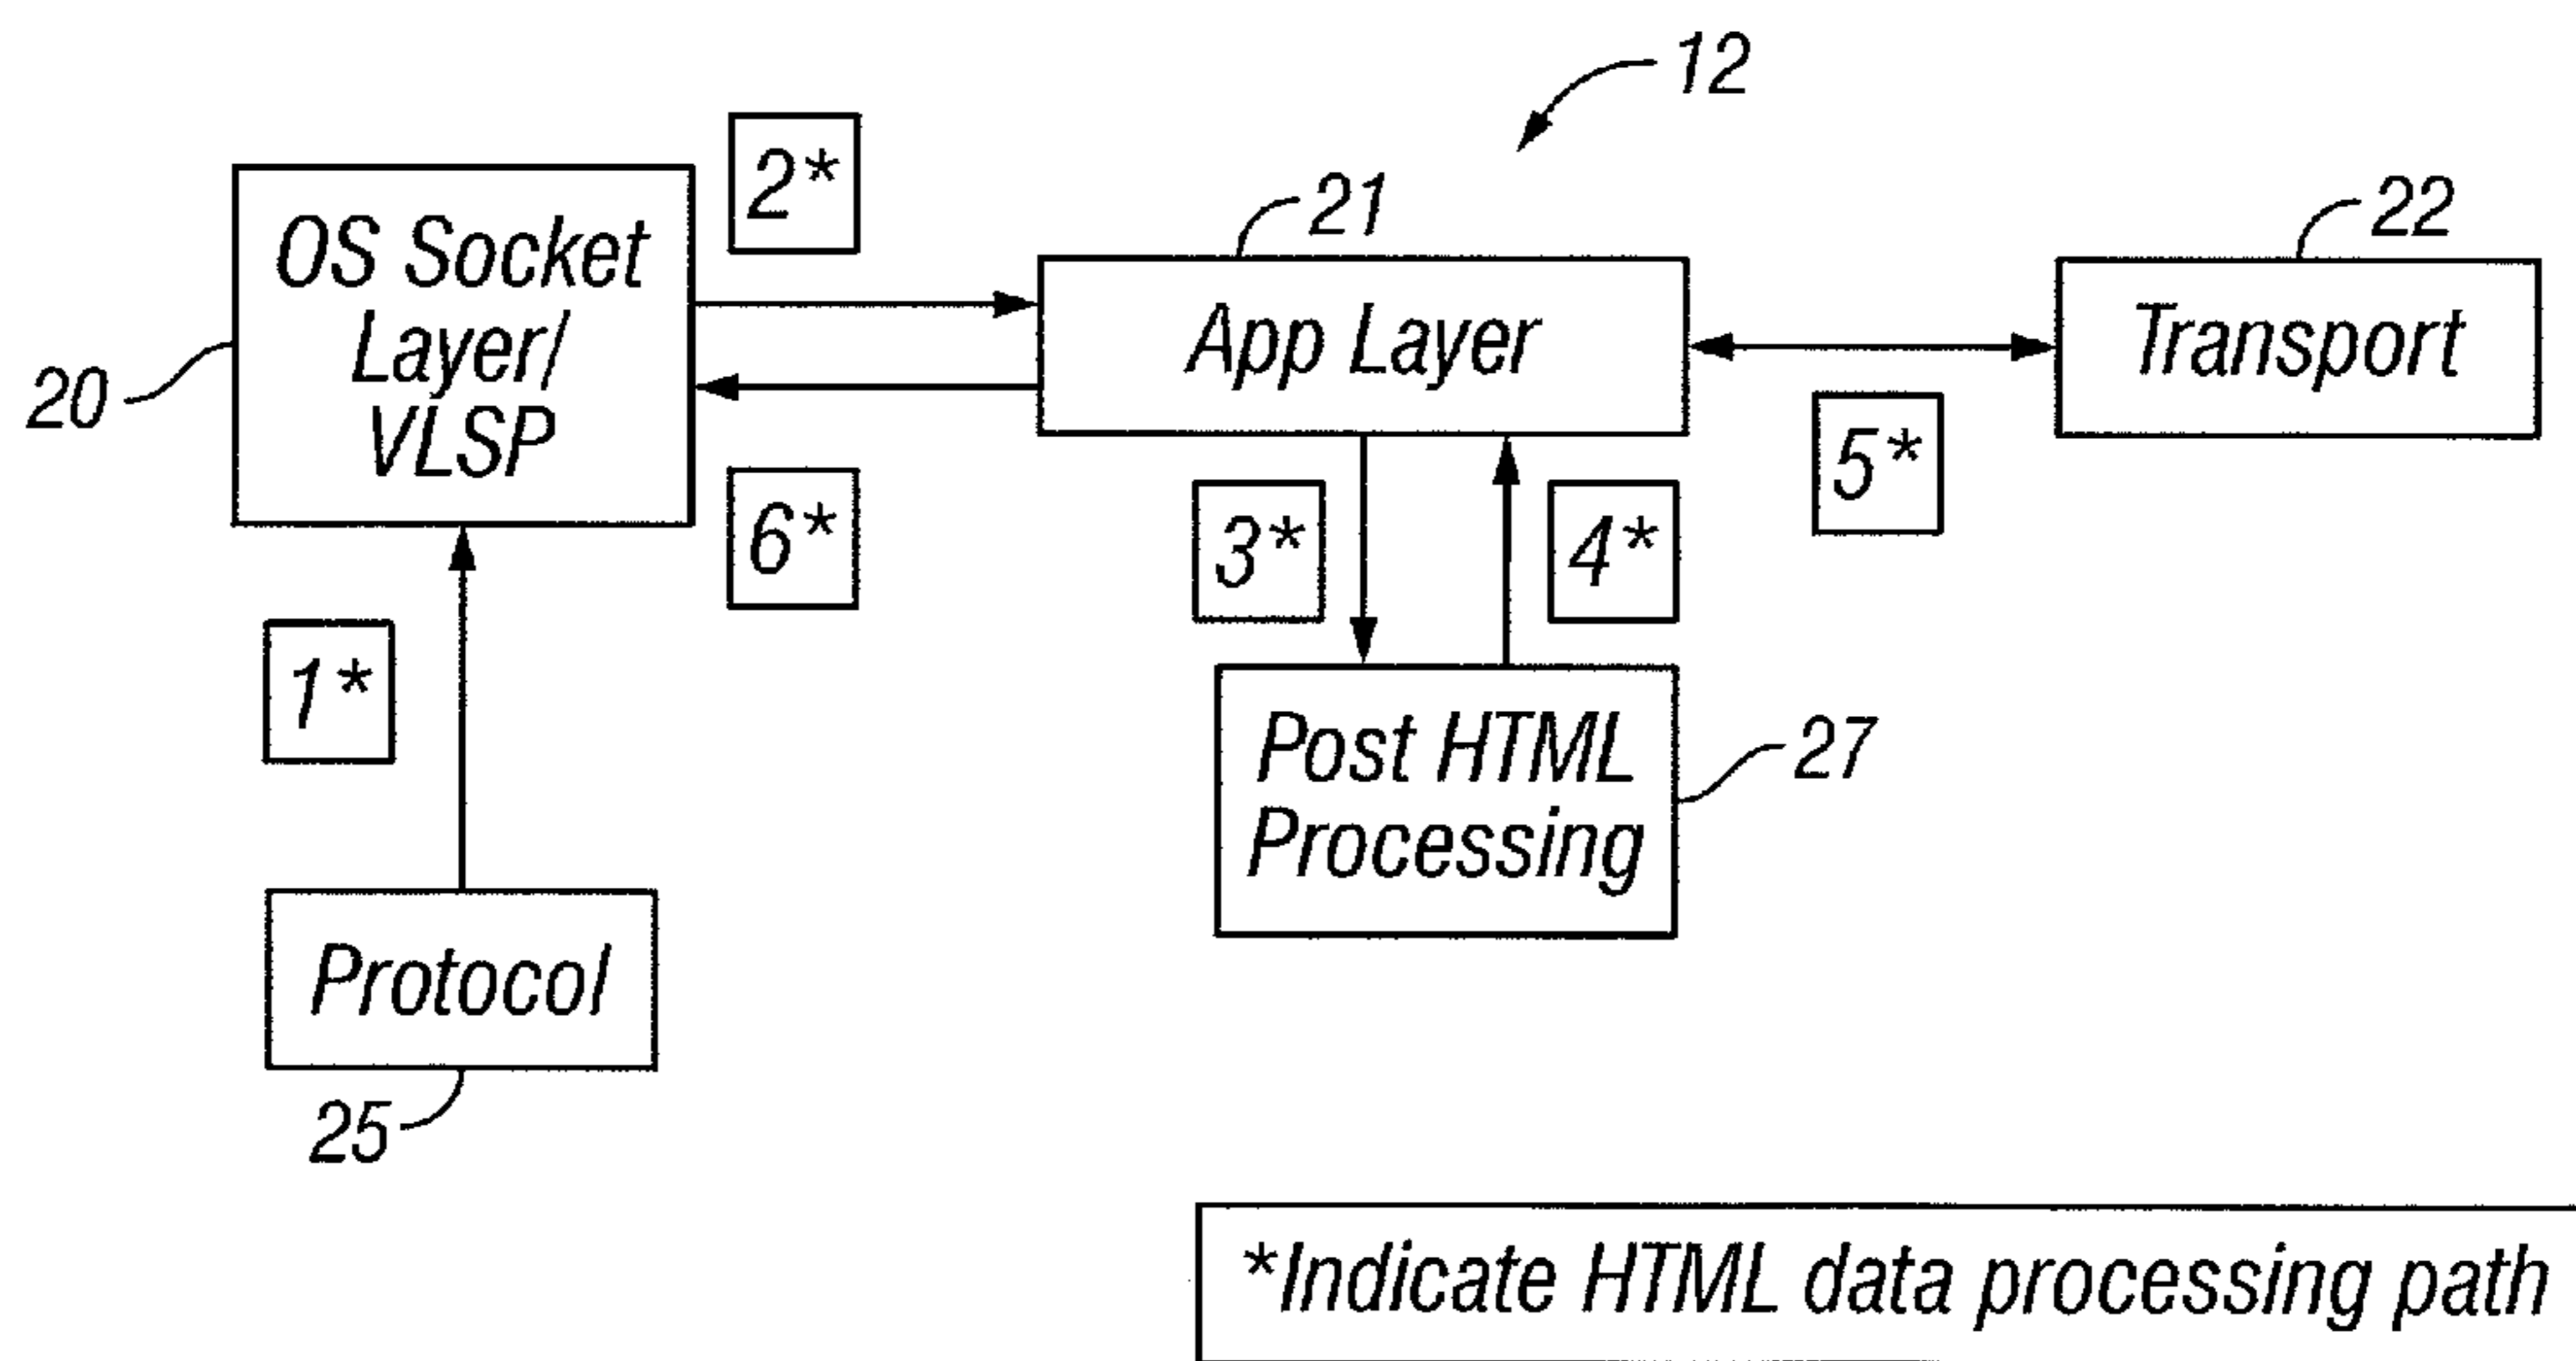 12
2*
21
22
OS Socket
Layer/
VLSP
20
App Layer
Transport
5*
6*
3*
4*
1*
Post HTML
Processing
27
Protocol
25
*Indicate HTML data processing path